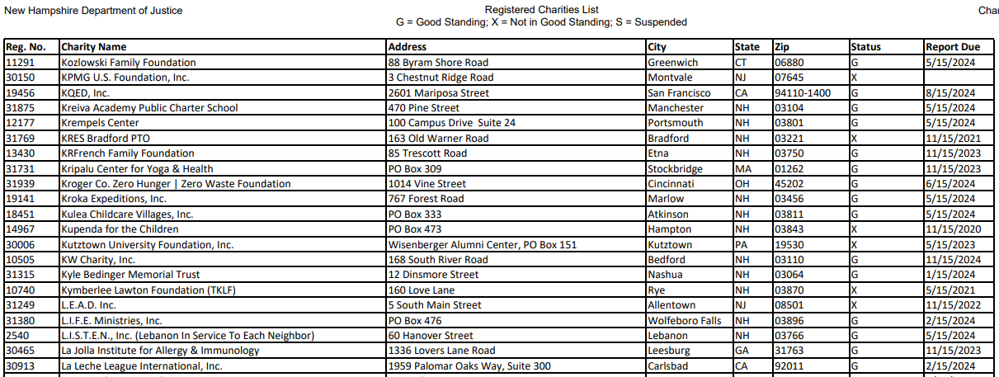 New Hampshire Department of Justice Registered Charities List Char
G = Good Standing; X = Not in Good Standing; S = Suspended
Reg. No. Charity Name Address City State Zip Status Report Due
11291 Kozlowski Family Foundation 88 Byram Shore Road Greenwich CT 06880 G 5/15/2024
30150 KPMG U.S. Foundation, Inc. 3 Chestnut Ridge Road Montvale NJ 07645 X
19456 KQED, Inc. 2601 Mariposa Street San Francisco CA 94110-1400 G 8/15/2024
31875 Kreiva Academy Public Charter School 470 Pine Street Manchester NH 03104 G 5/15/2024
12177 Krempels Center 100 Campus Drive Suite 24 Portsmouth NH 03801 G 5/15/2024
31769 KRES Bradford PTO 163 Old Warner Road Bradford NH 03221 X 11/15/2021
13430 KRFrench Family Foundation 85 Trescott Road Etna NH 03750 G 11/15/2023
31731 Kripalu Center for Yoga & Health PO Box 309 Stockbridge MA 01262 G 11/15/2023
31939 Kroger Co. Zero Hunger | Zero Waste Foundation 1014 Vine Street Cincinnati OH 45202 G 6/15/2024
19141 Kroka Expeditions, Inc. 767 Forest Road Marlow NH 03456 G 5/15/2024
18451 Kulea Childcare Villages, Inc. PO Box 333 Atkinson NH 03811 G 5/15/2024
14967 Kupenda for the Children PO Box 473 Hampton NH 03843 X 11/15/2020
30006 Kutztown University Foundation, Inc. Wisenberger Alumni Center, PO Box 151 Kutztown PA 19530 X 5/15/2023
10505 KW Charity, Inc. 168 South River Road Bedford NH 03110 G 11/15/2024
31315 Kyle Bedinger Memorial Trust 12 Dinsmore Street Nashua NH 03064 G 1/15/2024
10740 Kymberlee Lawton Foundation (TKLF) 160 Love Lane Rye NH 03870 X 5/15/2021
31249 L.E.A.D. Inc. 5 South Main Street Allentown NJ 08501 X 11/15/2022
31380 L.I.F.E. Ministries, Inc. PO Box 476 Wolfeboro Falls NH 03896 G 2/15/2024
2540 L.I.S.T.E.N., Inc. (Lebanon In Service To Each Neighbor) 60 Hanover Street Lebanon NH 03766 G 5/15/2024
30465 La Jolla Institute for Allergy & Immunology 1336 Lovers Lane Road Leesburg GA 31763 G 11/15/2023
30913 La Leche League International, Inc. 1959 Palomar Oaks Way, Suite 300 Carlsbad CA 92011 G 2/15/2024